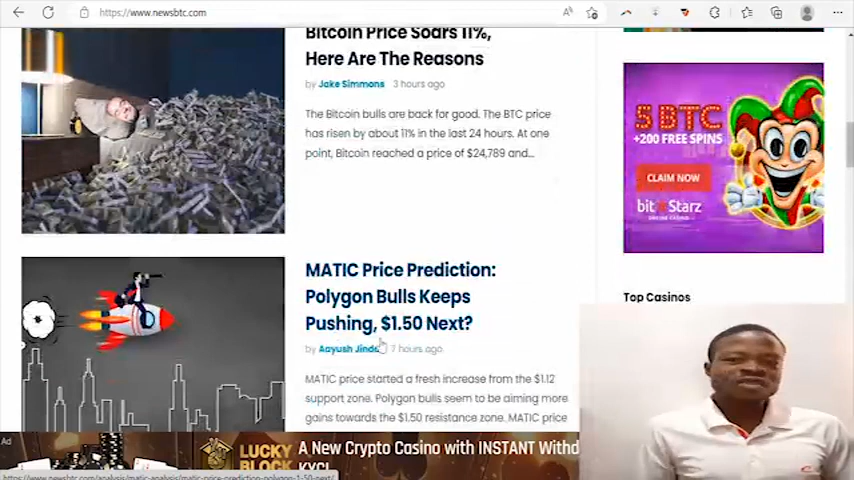 https://www.newsbtc.com
Bitcoin Price Soars 11%,
Here Are The Reasons
by Jake Simmons 3 hours ago
The Bitcoin bulls are back for good. The BTC price
has risen by about 11% in the last 24 hours. At one
point, Bitcoin reached a price of $24,789 and...
5 BTC
+200 FREE SPINS
CLAIM NOW
bitStarz
MATIC Price Prediction:
Polygon Bulls Keeps
Pushing, $1.50 Next?
by Aayush Jindal 7 hours ago
MATIC price started a fresh increase from the $1.12
support zone. Polygon bulls seem to be aiming more
gains towards the $1.50 resistance zone. MATIC price
Top Casinos
Ad
LUCKY
BLOCK
A New Crypto Casino with INSTANT Withd
KYC!
https://www.newsbtc.com/analysis/matic-analysis/matic-price-prediction-polygon-1-50-next/